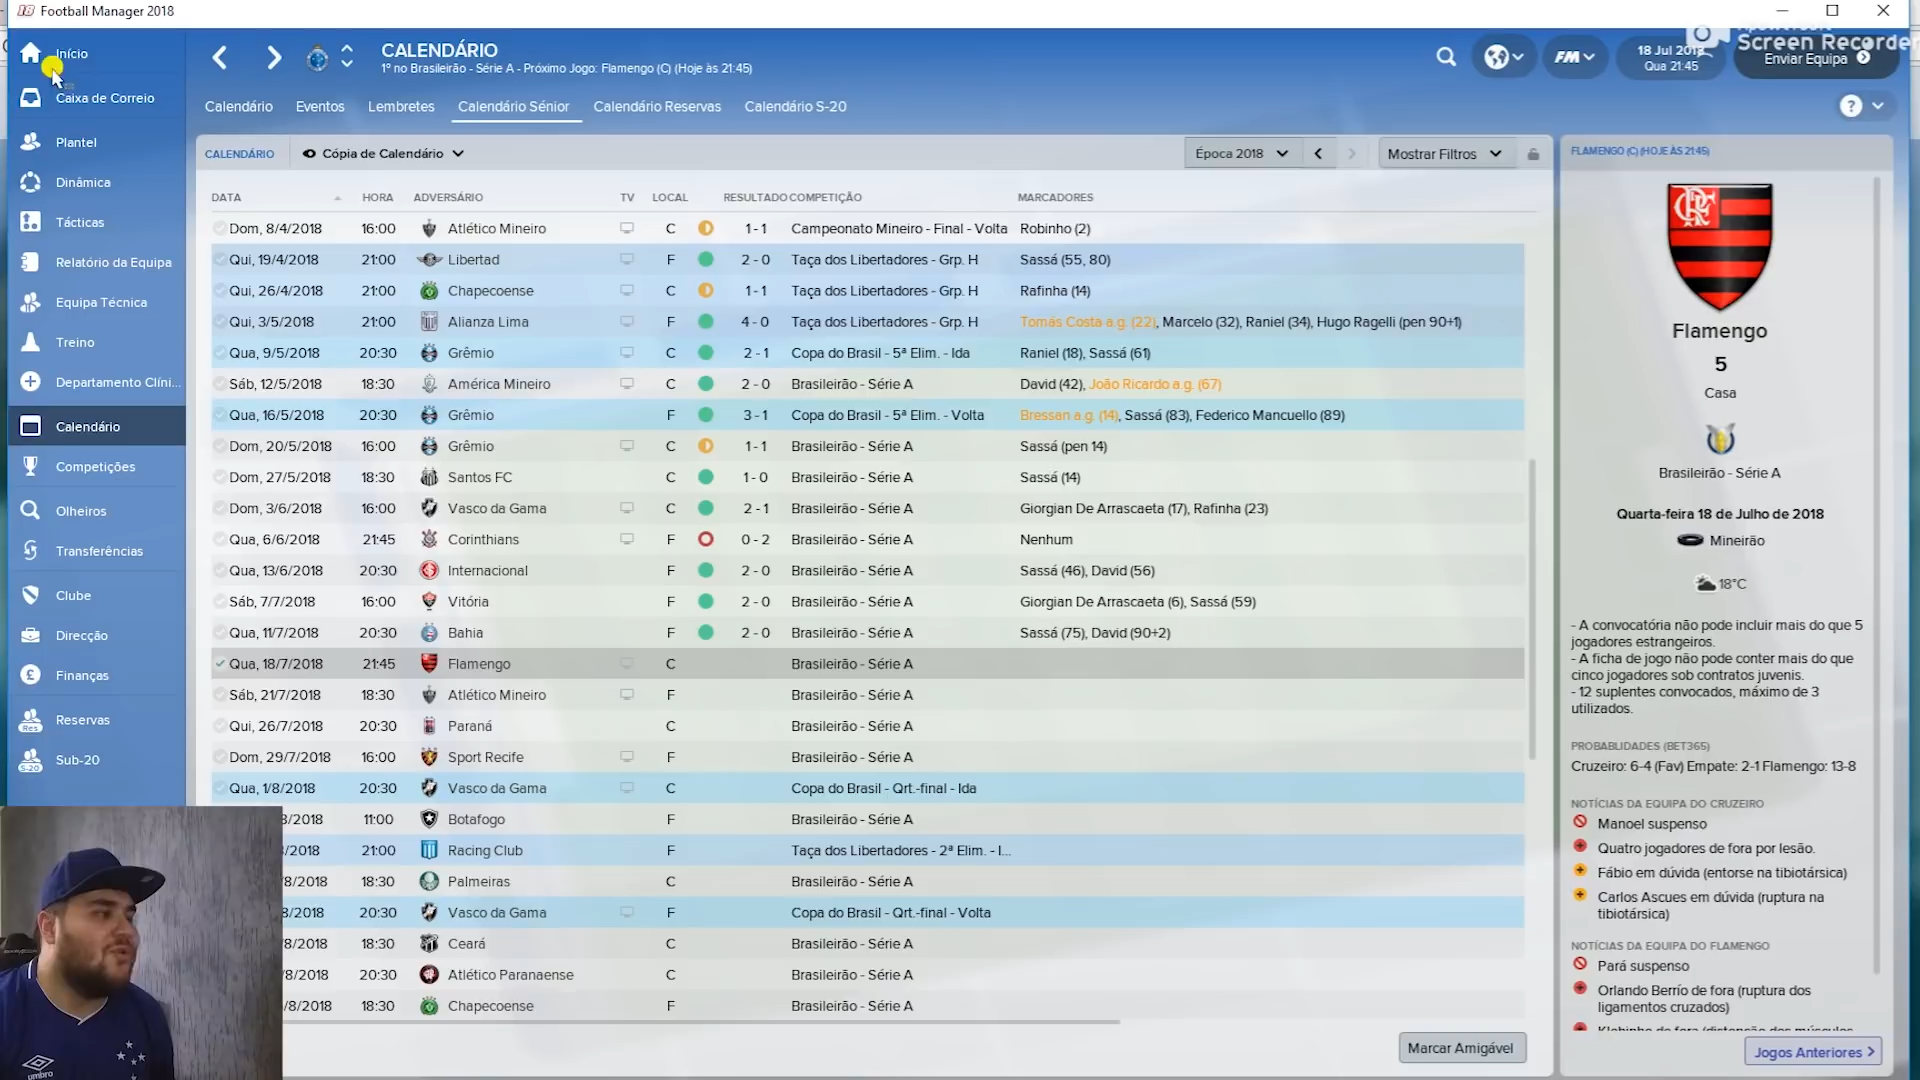 Football Manager 2018
Início
Caixa de Correio
Plantel
Dinâmica
Tácticas
Relatório da Equipa
Equipa Técnica
Treino
Departamento Clíni...
Calendário
Competições
Olheiros
Transferências
Clube
Direcção
Finanças
Reservas
Sub-20
CALENDÁRIO
1º no Brasileirão - Série A - Próximo Jogo: Flamengo (C) (Hoje às 21:45)
FM
18 Jul 2018
Qua 21:45
Screen Recorder
Enviar Equipa
Calendário Eventos Lembretes Calendário Sénior Calendário Reservas Calendário S-20
CALENDÁRIO Cópia de Calendário Época 2018 Mostrar Filtros
DATA HORA ADVERSÁRIO TV LOCAL RESULTADO COMPETIÇÃO MARCADORES
Dom, 8/4/2018 16:00 Atlético Mineiro C 1-1 Campeonato Mineiro - Final - Volta Robinho (2)
Qui, 19/4/2018 21:00 Libertad F 2 - 0 Taça dos Libertadores - Grp. H Sassá (55, 80)
Qui, 26/4/2018 21:00 Chapecoense C 1-1 Taça dos Libertadores - Grp. H Rafinha (14)
Qui, 3/5/2018 21:00 Alianza Lima F 4 - 0 Taça dos Libertadores - Grp. H Tomás Costa a.g. (22), Marcelo (32), Raniel (34), Hugo Ragelli (pen 90+1)
Qua, 9/5/2018 20:30 Grêmio C 2 - 1 Copa do Brasil - 5ª Elim. - Ida Raniel (18), Sassá (61)
Sáb, 12/5/2018 18:30 América Mineiro C 2 - 0 Brasileirão - Série A David (42), João Ricardo a.g. (67)
Qua, 16/5/2018 20:30 Grêmio F 3 - 1 Copa do Brasil - 5ª Elim. - Volta Bressan a.g. (14), Sassá (83), Federico Mancuello (89)
Dom, 20/5/2018 16:00 Grêmio C 1-1 Brasileirão - Série A Sassá (pen 14)
Dom, 27/5/2018 18:30 Santos FC C 1 - 0 Brasileirão - Série A Sassá (14)
Dom, 3/6/2018 16:00 Vasco da Gama C 2 - 1 Brasileirão - Série A Giorgian De Arrascaeta (17), Rafinha (23)
Qua, 6/6/2018 21:45 Corinthians F 0 - 2 Brasileirão - Série A Nenhum
Qua, 13/6/2018 20:30 Internacional F 2 - 0 Brasileirão - Série A Sassá (46), David (56)
Sáb, 7/7/2018 16:00 Vitória F 2 - 0 Brasileirão - Série A Giorgian De Arrascaeta (6), Sassá (59)
Qua, 11/7/2018 20:30 Bahia F 2 - 0 Brasileirão - Série A Sassá (75), David (90+2)
Qua, 18/7/2018 21:45 Flamengo C Brasileirão - Série A
Sáb, 21/7/2018 18:30 Atlético Mineiro F Brasileirão - Série A
Qui, 26/7/2018 20:30 Paraná C Brasileirão - Série A
Dom, 29/7/2018 16:00 Sport Recife F Brasileirão - Série A
Qua, 1/8/2018 20:30 Vasco da Gama C Copa do Brasil - Qrt.-final - Ida
8/2018 11:00 Botafogo F Brasileirão - Série A
/2018 21:00 Racing Club F Taça dos Libertadores - 2ª Elim. - I...
/8/2018 18:30 Palmeiras C Brasileirão - Série A
8/2018 20:30 Vasco da Gama F Copa do Brasil - Qrt.-final - Volta
/8/2018 18:30 Ceará C Brasileirão - Série A
/8/2018 20:30 Atlético Paranaense C Brasileirão - Série A
/8/2018 18:30 Chapecoense F Brasileirão - Série A
Marcar Amigável
FLAMENGO (C) (HOJE ÀS 21:45)
Flamengo
5
Casa
Brasileirão - Série A
Quarta-feira 18 de Julho de 2018
Mineirão
18°C
- A convocatória não pode incluir mais do que 5
jogadores estrangeiros.
- A ficha de jogo não pode conter mais do que
cinco jogadores sob contratos juvenis.
- 12 suplentes convocados, máximo de 3
utilizados.
PROBABLIDADES (BET365)
Cruzeiro: 6-4 (Fav) Empate: 2-1 Flamengo: 13-8
NOTÍCIAS DA EQUIPA DO CRUZEIRO
Manoel suspenso
Quatro jogadores de fora por lesão.
Fábio em dúvida (entorse na tibiotársica)
Carlos Ascues em dúvida (ruptura na
tibiotársica)
NOTÍCIAS DA EQUIPA DO FLAMENGO
Pará suspenso
Orlando Berrío de fora (ruptura dos
ligamentos cruzados)
Jogos Anteriores
umbro